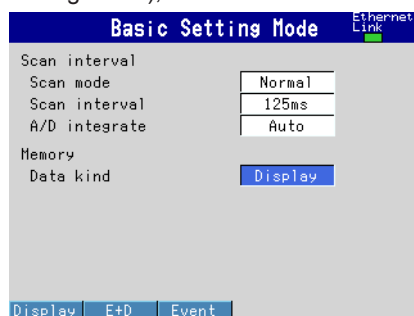 Basic Setting Mode
Ethernet
Link
Scan interval
Scan mode Normal
Scan interval 125ms
A/D integrate Auto
Memory
Data kind Display
Display E+D Event